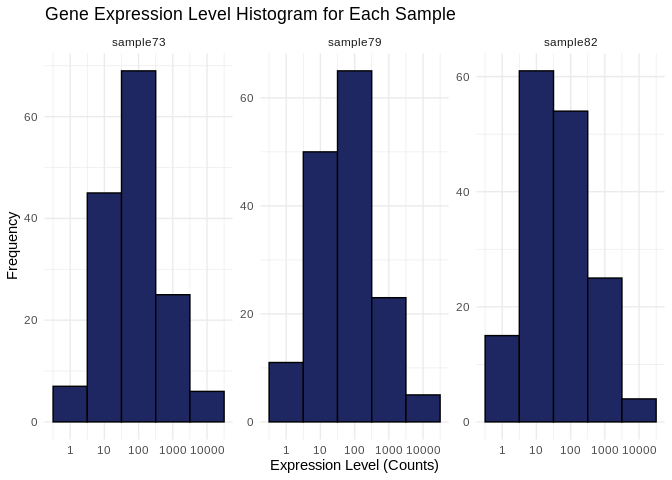 Gene Expression Level Histogram for Each Sample
sample73 sample79 sample82
Frequency
60
40
20
0
60
40
20
0
60
40
20
0
1 10 100 1000 10000 1 10 100 1000 10000 1 10 100 1000 10000
Expression Level (Counts)